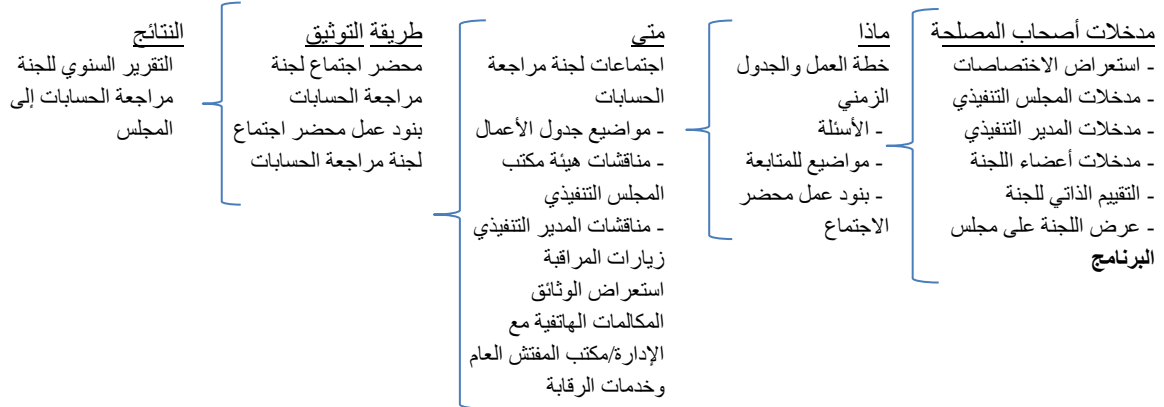 مدخلات أصحاب المصلحة
- استعراض الاختصاصات
- مدخلات المجلس التنفيذي
- مدخلات المدير التنفيذي
- مدخلات أعضاء اللجنة
- التقييم الذاتي للجنة
- عرض اللجنة على مجلس
البرنامج
ماذا
خطة العمل والجدول
الزمني
- الأسئلة
- مواضيع للمتابعة
- بنود عمل محضر
الاجتماع
متى
اجتماعات لجنة مراجعة
الحسابات
- مواضيع جدول الأعمال
- مناقشات هيئة مكتب
المجلس التنفيذي
- مناقشات المدير التنفيذي
زيارات المراقبة
استعراض الوثائق
المكالمات الهاتفية مع
الإدارة/مكتب المفتش العام
وخدمات الرقابة
طريقة التوثيق
محضر اجتماع لجنة
مراجعة الحسابات
بنود عمل محضر اجتماع
لجنة مراجعة الحسابات
النتائج
التقرير السنوي للجنة
مراجعة الحسابات إلى
المجلس